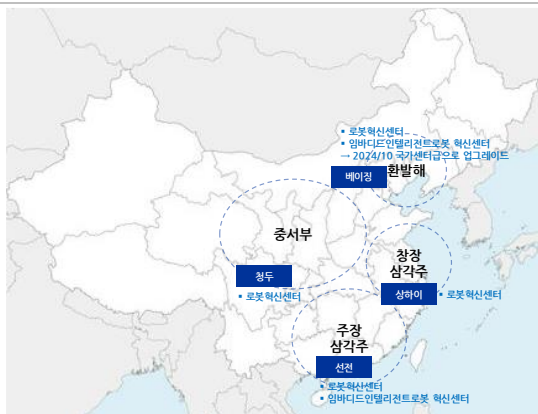 ▪ 로봇혁신센터
▪ 임바디드인텔리전트로봇 혁신센터
→ 2024/10 국가센터급으로 업그레이드
베이징
환발해
중서부
청두
▪ 로봇혁신센터
창장
삼각주
상하이
▪ 로봇혁신센터
주장
삼각주
선전
▪ 로봇혁신센터
▪ 임바디드인텔리전트로봇 혁신센터